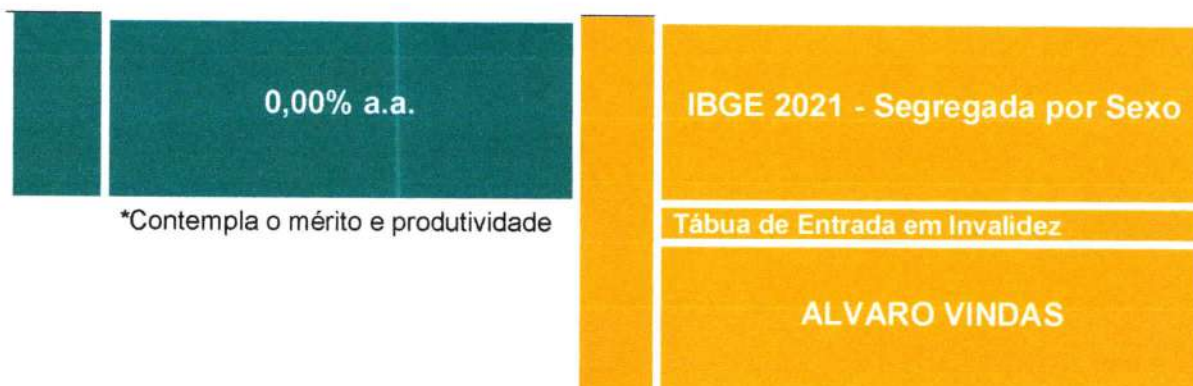 0,00% a.a.
*Contempla o mérito e produtividade
IBGE 2021 - Segregada por Sexo
Tábua de Entrada em Invalidez
ALVARO VINDAS